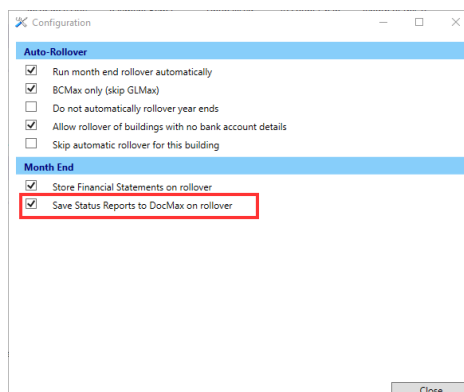 Configuration
Auto-Rollover
Run month end rollover automatically
BCMax only (skip GLMax)
Do not automatically rollover year ends
Allow rollover of buildings with no bank account details
Skip automatic rollover for this building
Month End
Store Financial Statements on rollover
Save Status Reports to DocMax on rollover
Close